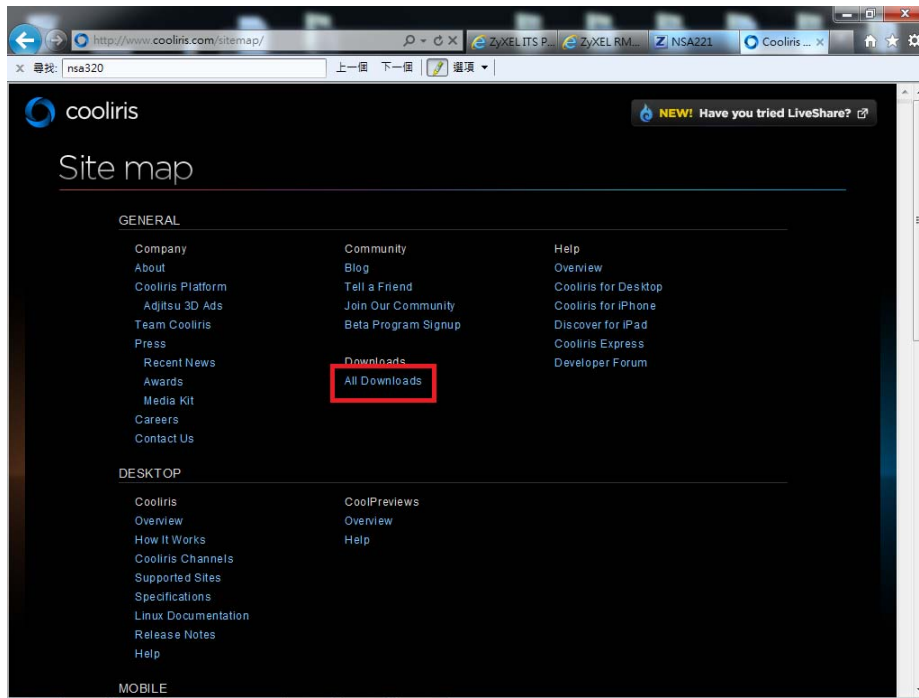 http://www.cooliris.com/sitemap/
ZyXEL ITS P...
ZyXEL RM...
NSA221
Cooliris ...
尋找: nsa320
上一個 下一個 選項
cooliris
NEW! Have you tried LiveShare?
Site map
GENERAL
Company
About
Cooliris Platform
Adjitsu 3D Ads
Team Cooliris
Press
Recent News
Awards
Media Kit
Careers
Contact Us
Community
Blog
Tell a Friend
Join Our Community
Beta Program Signup
Downloads
All Downloads
Help
Overview
Cooliris for Desktop
Cooliris for iPhone
Discover for iPad
Cooliris Express
Developer Forum
DESKTOP
Cooliris
Overview
How It Works
Cooliris Channels
Supported Sites
Specifications
Linux Documentation
Release Notes
Help
CoolPreviews
Overview
Help
MOBILE